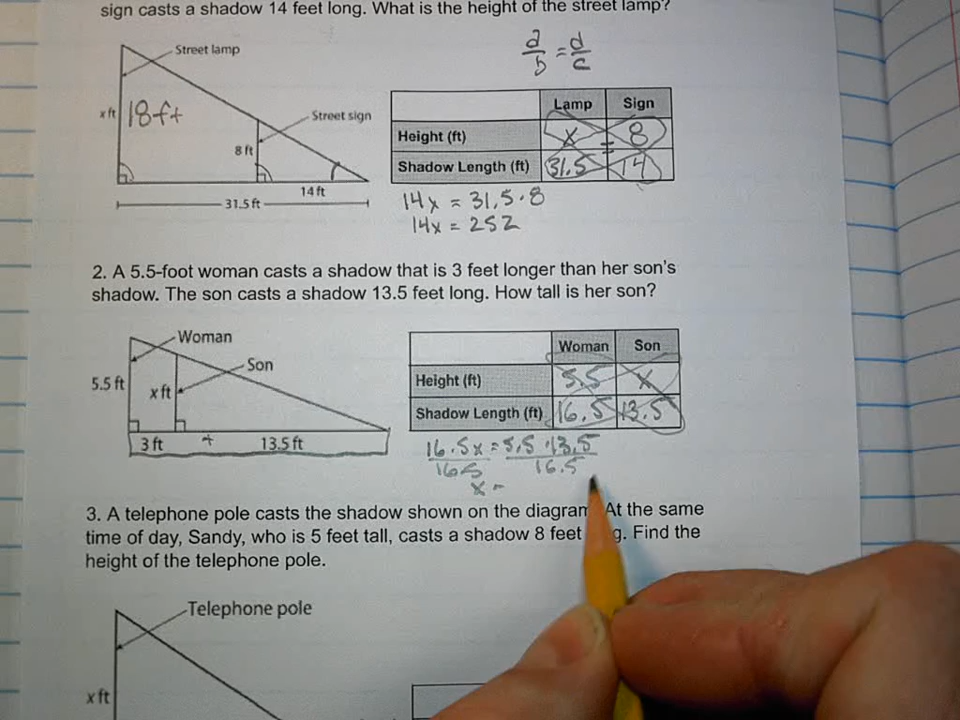 sign casts a shadow 14 feet long. What is the height of the street lamp?
Street lamp
a/b = d/c
x ft
18ft
Street sign
8 ft
14 ft
31.5 ft
Lamp Sign
Height (ft) x = 8
Shadow Length (ft) 31.5 14
14x = 31.5·8
14x = 252
2. A 5.5-foot woman casts a shadow that is 3 feet longer than her son's
shadow. The son casts a shadow 13.5 feet long. How tall is her son?
Woman
Son
5.5 ft
x ft
3 ft + 13.5 ft
Woman Son
Height (ft) 5.5 x
Shadow Length (ft) 16.5 13.5
16.5x = 5.5·13.5
16.5 16.5
x =
3. A telephone pole casts the shadow shown on the diagram. At the same
time of day, Sandy, who is 5 feet tall, casts a shadow 8 feet g. Find the
height of the telephone pole.
Telephone pole
x ft